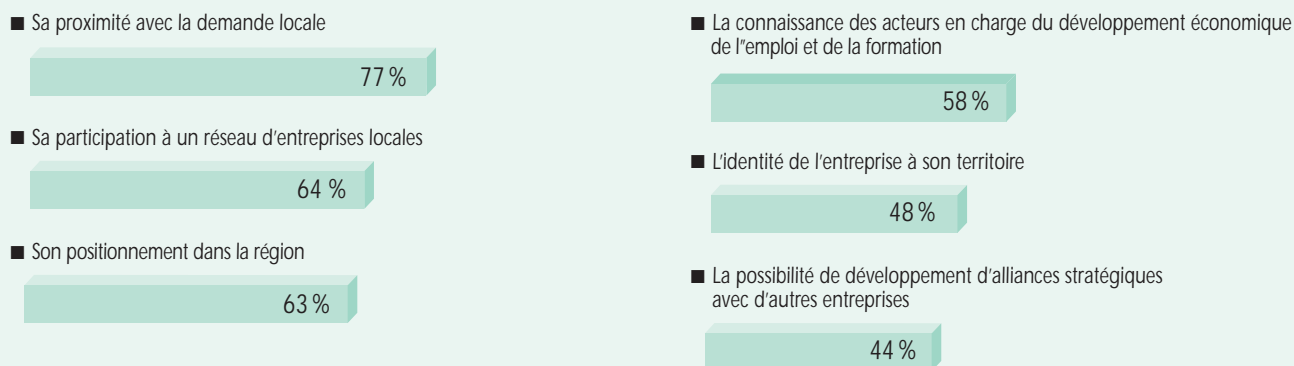 ■ Sa proximité avec la demande locale
77 %
■ Sa participation à un réseau d'entreprises locales
64 %
■ Son positionnement dans la région
63 %
■ La connaissance des acteurs en charge du développement économique
de l"emploi et de la formation
58 %
■ L'identité de l'entreprise à son territoire
48 %
■ La possibilité de développement d'alliances stratégiques
avec d'autres entreprises
44 %